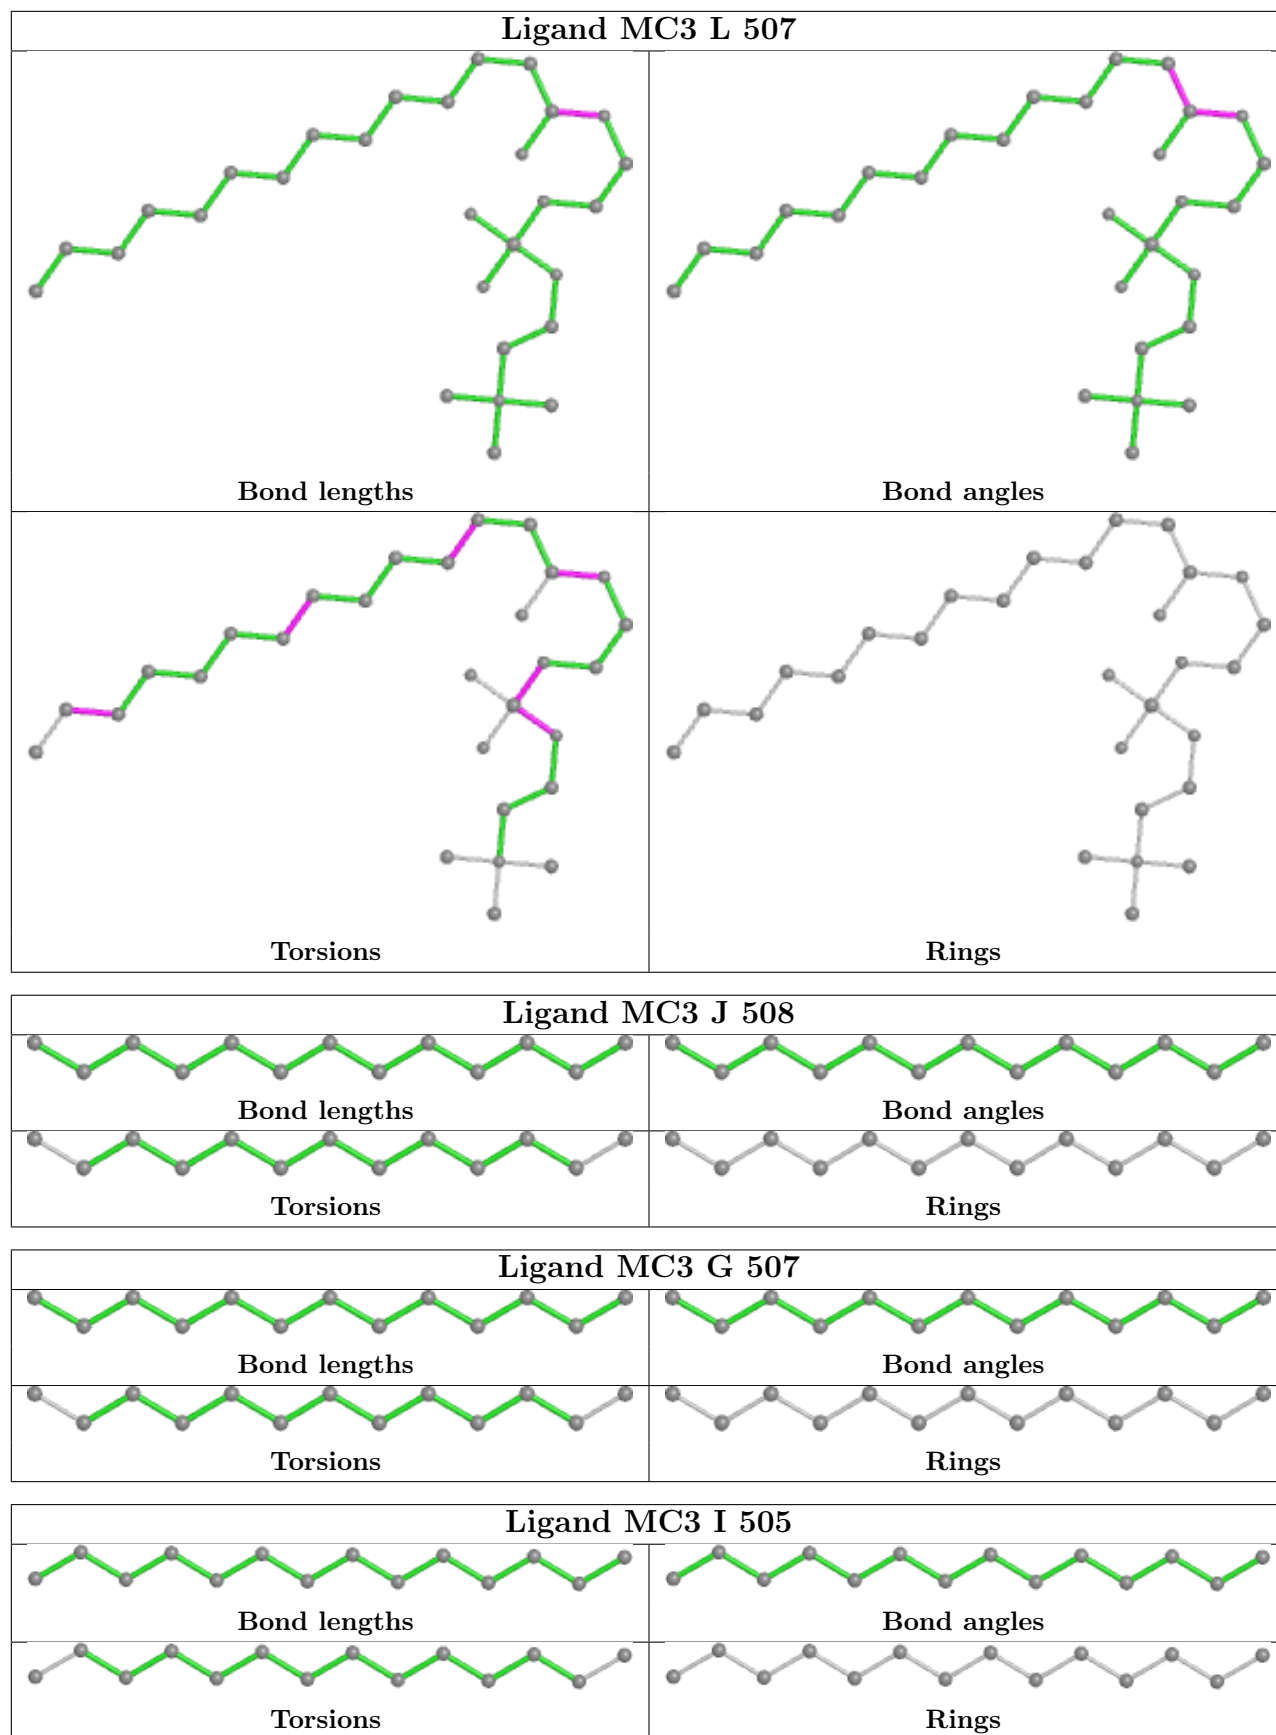 Ligand MC3 L 507
Bond lengths
Bond angles
Torsions
Rings
Ligand MC3 J 508
Bond lengths
Bond angles
Torsions
Rings
Ligand MC3 G 507
Bond lengths
Bond angles
Torsions
Rings
Ligand MC3 I 505
Bond lengths
Bond angles
Torsions
Rings